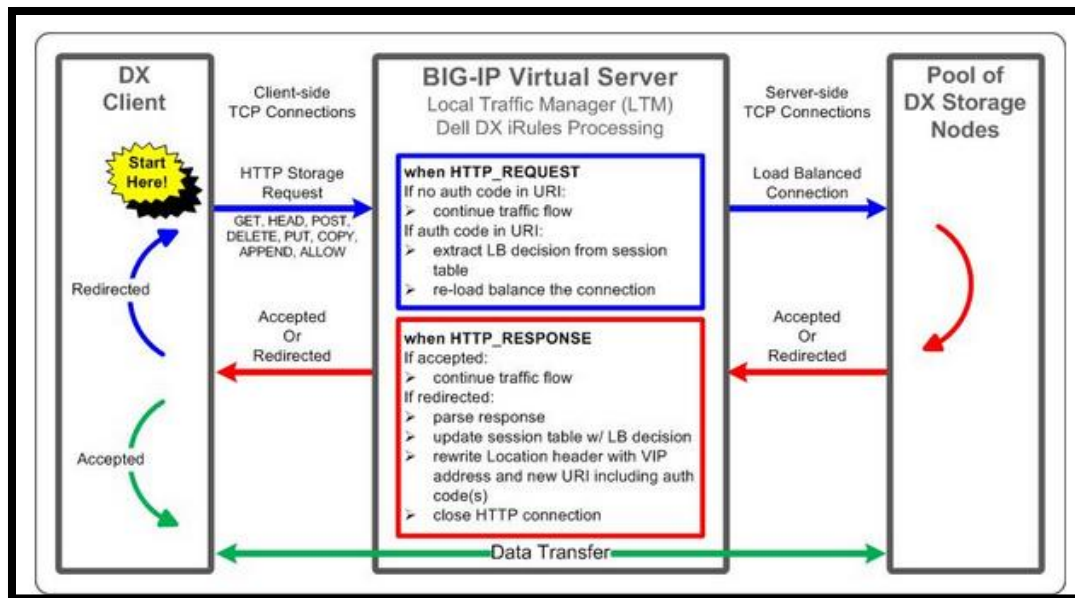 DX
Client
Client-side
TCP Connections
BIG-IP Virtual Server
Local Traffic Manager (LTM)
Dell DX iRules Processing
Server-side
TCP Connections
Pool of
DX Storage
Nodes
Start
Here!
HTTP Storage
Request
GET, HEAD, POST,
DELETE, PUT, COPY,
APPEND, ALLOW
when HTTP_REQUEST
If no auth code in URI:
➢ continue traffic flow
If auth code in URI:
➢ extract LB decision from session
table
➢ re-load balance the connection
Load Balanced
Connection
Redirected
Accepted
Or
Redirected
when HTTP_RESPONSE
If accepted:
➢ continue traffic flow
If redirected:
➢ parse response
➢ update session table w/ LB decision
➢ rewrite Location header with VIP
address and new URI including auth
code(s)
➢ close HTTP connection
Accepted
Or
Redirected
Accepted
Data Transfer